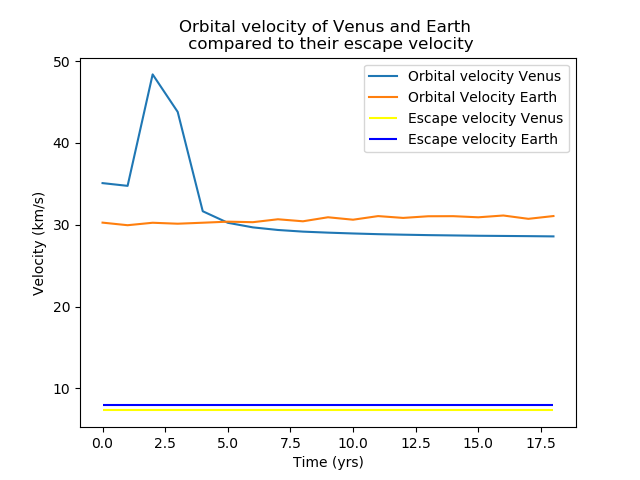 Orbital velocity of Venus and Earth
compared to their escape velocity
Orbital velocity Venus
Orbital Velocity Earth
Escape velocity Venus
Escape velocity Earth
Velocity (km/s)
50
40
30
20
10
0.0 2.5 5.0 7.5 10.0 12.5 15.0 17.5
Time (yrs)